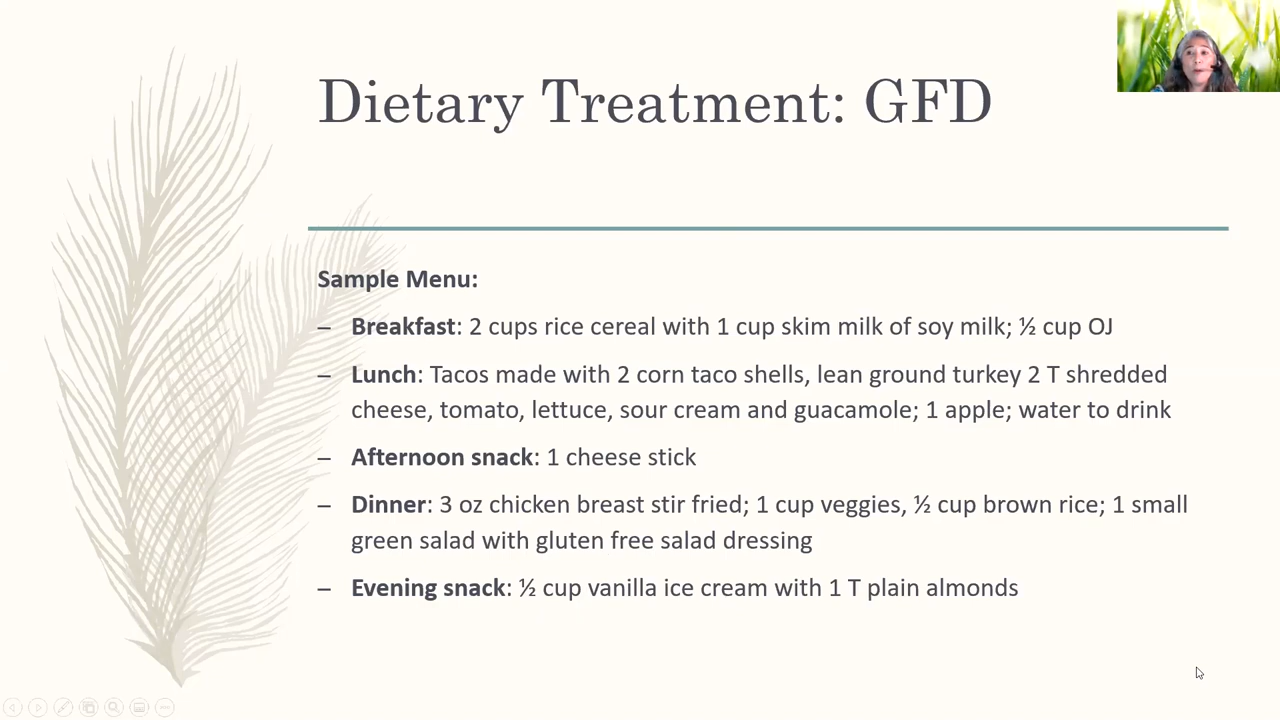 Dietary Treatment: GFD
Sample Menu:
– Breakfast: 2 cups rice cereal with 1 cup skim milk of soy milk; ½ cup OJ
– Lunch: Tacos made with 2 corn taco shells, lean ground turkey 2 T shredded
cheese, tomato, lettuce, sour cream and guacamole; 1 apple; water to drink
– Afternoon snack: 1 cheese stick
– Dinner: 3 oz chicken breast stir fried; 1 cup veggies, ½ cup brown rice; 1 small
green salad with gluten free salad dressing
– Evening snack: ½ cup vanilla ice cream with 1 T plain almonds